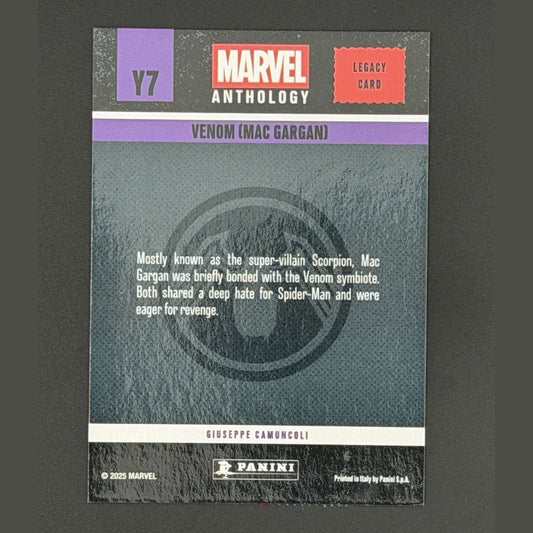 Y7
MARVEL
ANTHOLOGY
LEGACY
CARD
VENOM (MAC GARGAN)
Mostly known as the super-villain Scorpion, Mac
Gargan was briefly bonded with the Venom symbiote.
Both shared a deep hate for Spider-Man and were
eager for revenge.
GIUSEPPE CAMUNCOLI
© 2025 MARVEL
PANINI
Printed in Italy by Panini S.p.A.